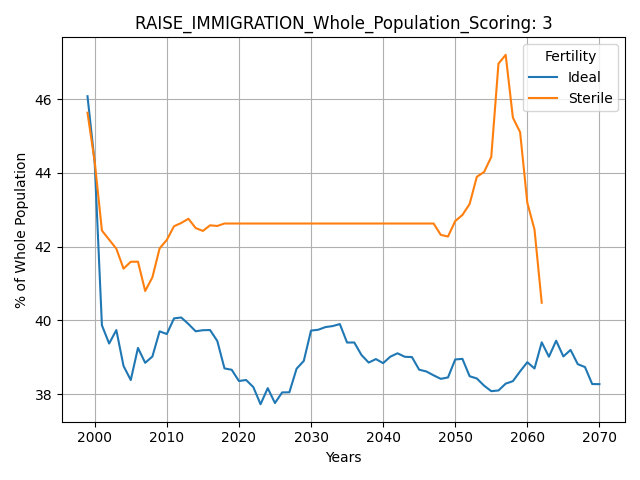 RAISE_IMMIGRATION_Whole_Population_Scoring: 3
Fertility
Ideal
Sterile
% of Whole Population
46
44
42
40
38
2000 2010 2020 2030 2040 2050 2060 2070
Years